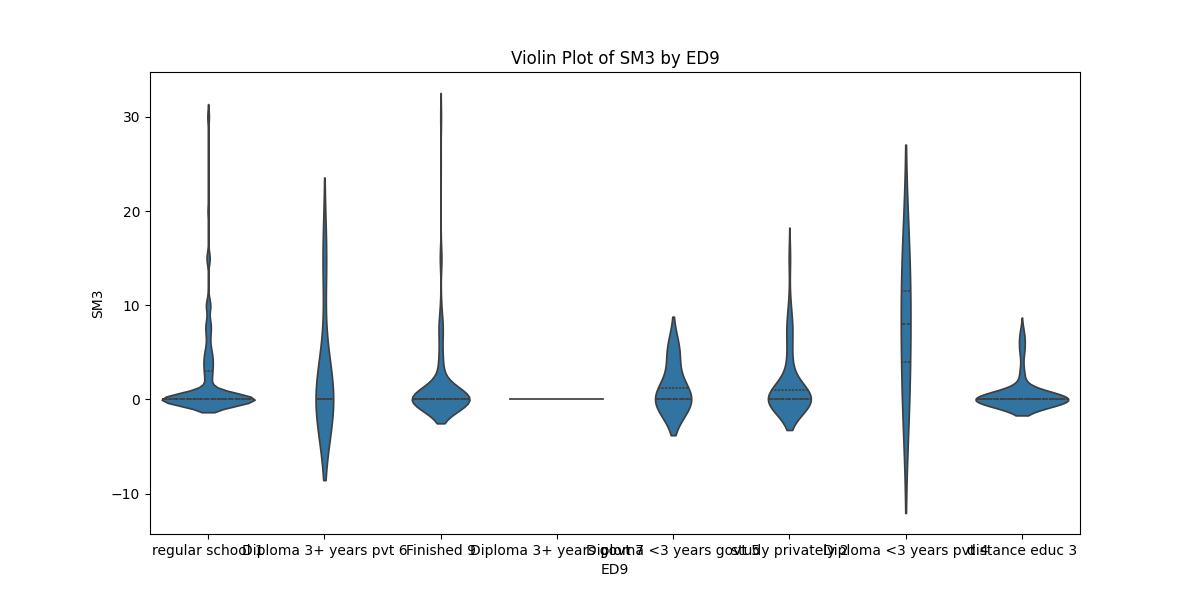 Violin Plot of SM3 by ED9
30
20
10
0
−10
SM3
regular school 1
Diploma 3+ years pvt 6
Finished 9
Diploma 3+ years govt 7
Diploma <3 years govt 5
study privately 2
Diploma <3 years pvt 4
distance educ 3
ED9